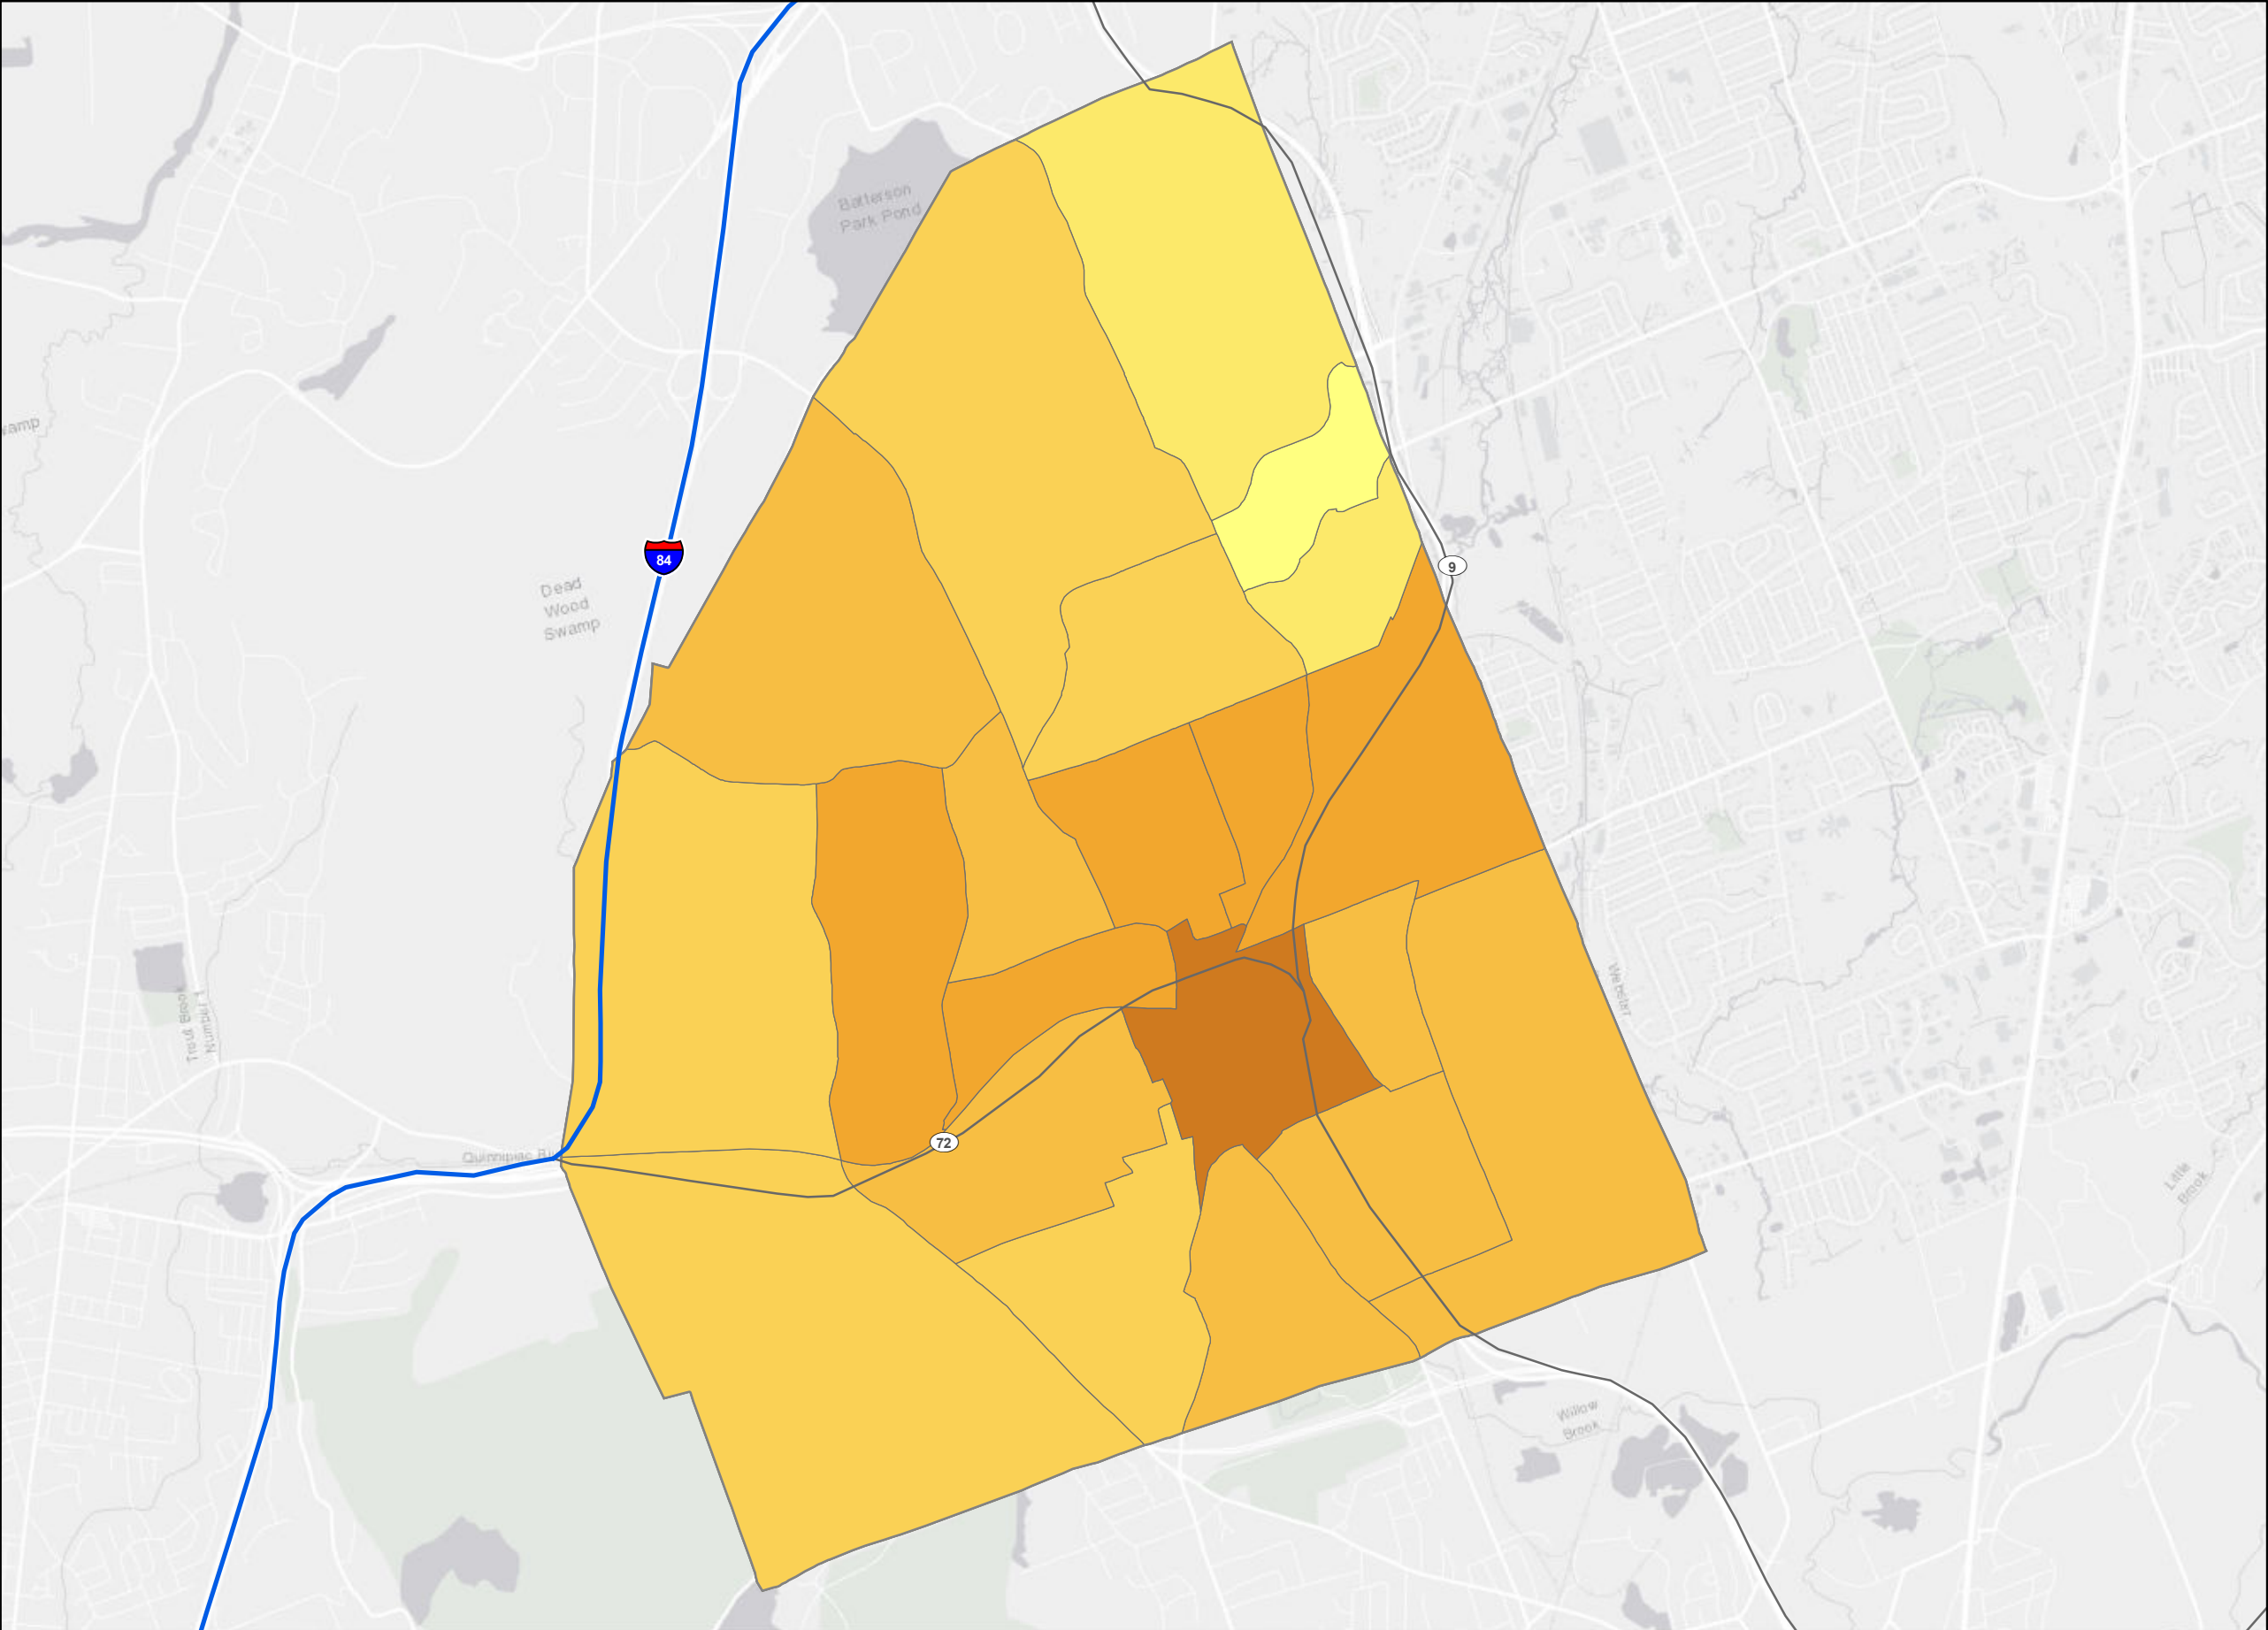 Batterson
Park Pond
wamp
84
Dead
Wood
Swamp
9
Webster
Trout Brook
Number 1
72
Quinnipiac Ri
Little
Brook
Willow
Brook